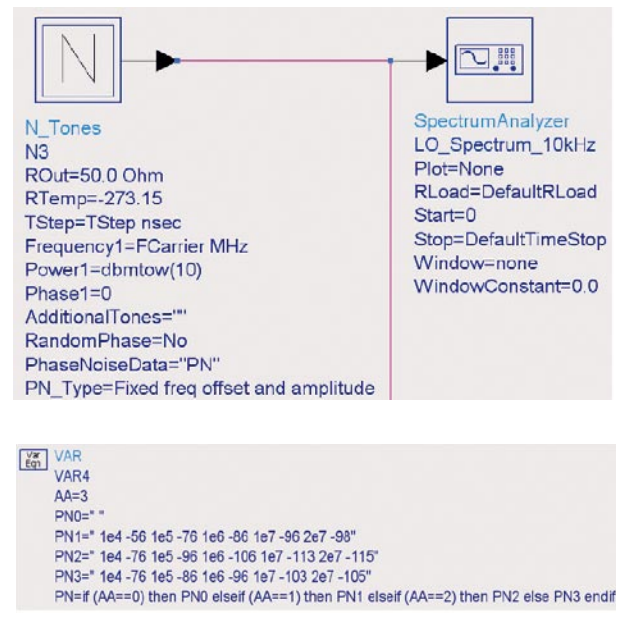 N
N_Tones
N3
ROut=50.0 Ohm
RTemp=-273.15
TStep=TStep nsec
Frequency1=FCarrier MHz
Power1=dbmtow(10)
Phase1=0
AdditionalTones=""
RandomPhase=No
PhaseNoiseData="PN"
PN_Type=Fixed freq offset and amplitude
SpectrumAnalyzer
LO_Spectrum_10kHz
Plot=None
RLoad=DefaultRLoad
Start=0
Stop=DefaultTimeStop
Window=none
WindowConstant=0.0
Var
Eqn
VAR
VAR4
AA=3
PN0=" "
PN1=" 1e4 -56 1e5 -76 1e6 -86 1e7 -96 2e7 -98"
PN2=" 1e4 -76 1e5 -96 1e6 -106 1e7 -113 2e7 -115"
PN3=" 1e4 -76 1e5 -86 1e6 -96 1e7 -103 2e7 -105"
PN=if (AA==0) then PN0 elseif (AA==1) then PN1 elseif (AA==2) then PN2 else PN3 endif